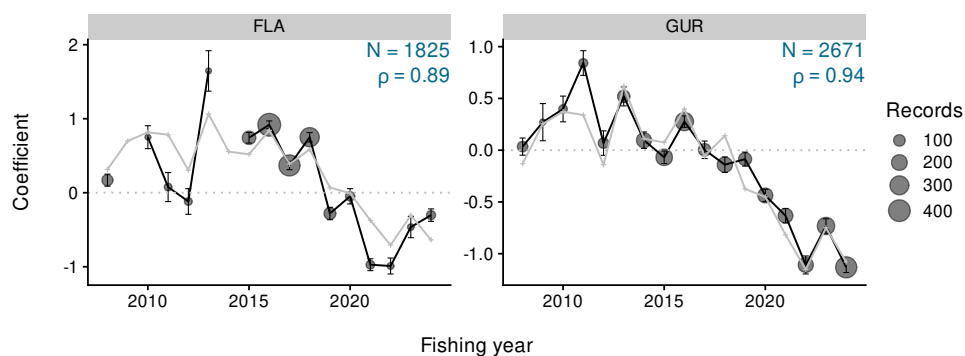 FLA
GUR
N = 1825
ρ = 0.89
N = 2671
ρ = 0.94
Coefficient
2
1
0
-1
1.0
0.5
0.0
-0.5
-1.0
2010
2015
2020
2010
2015
2020
Fishing year
Records
100
200
300
400